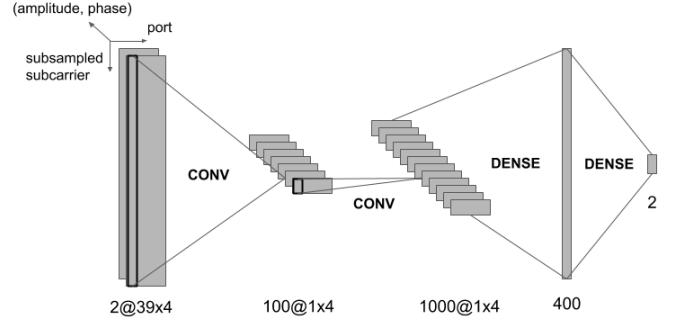 (amplitude, phase)
port
subsampled
subcarrier
CONV
CONV
DENSE
DENSE
2
2@39x4
100@1x4
1000@1x4
400